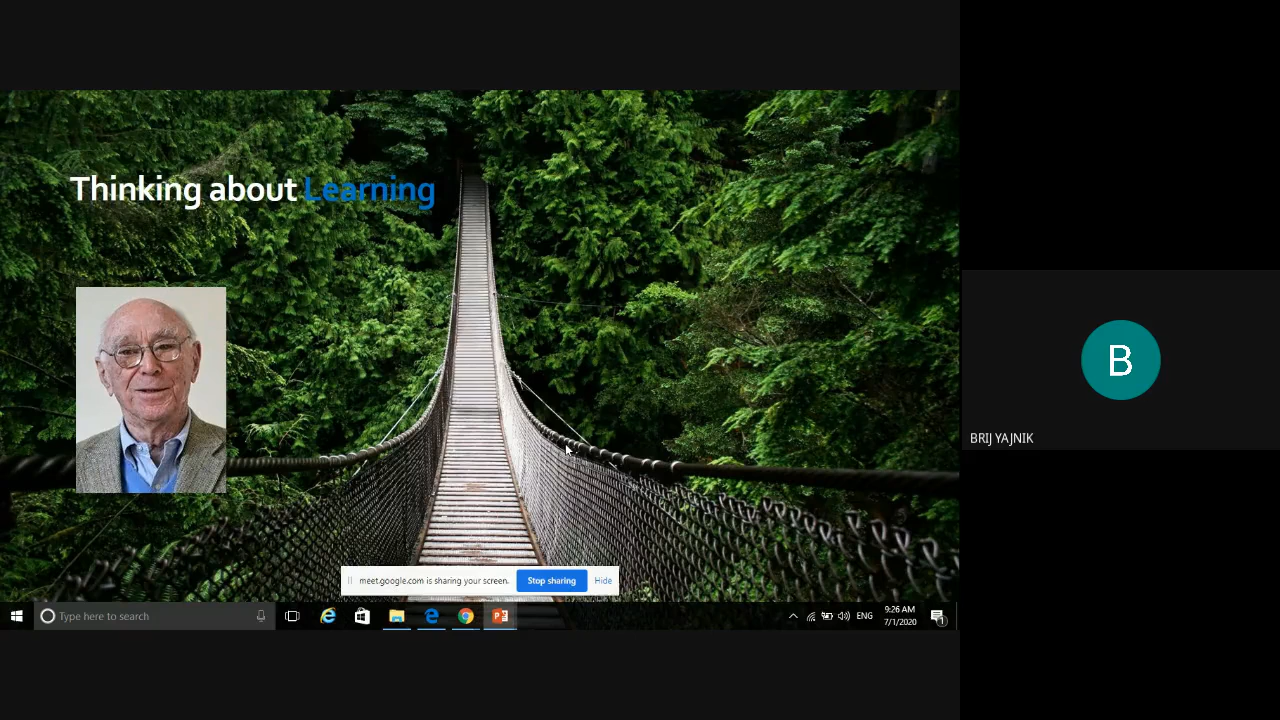 Thinking about Learning
B
BRIJ YAJNIK
meet.google.com is sharing your screen.
Stop sharing
Hide
Type here to search
ENG
9:26 AM
7/1/2020
1